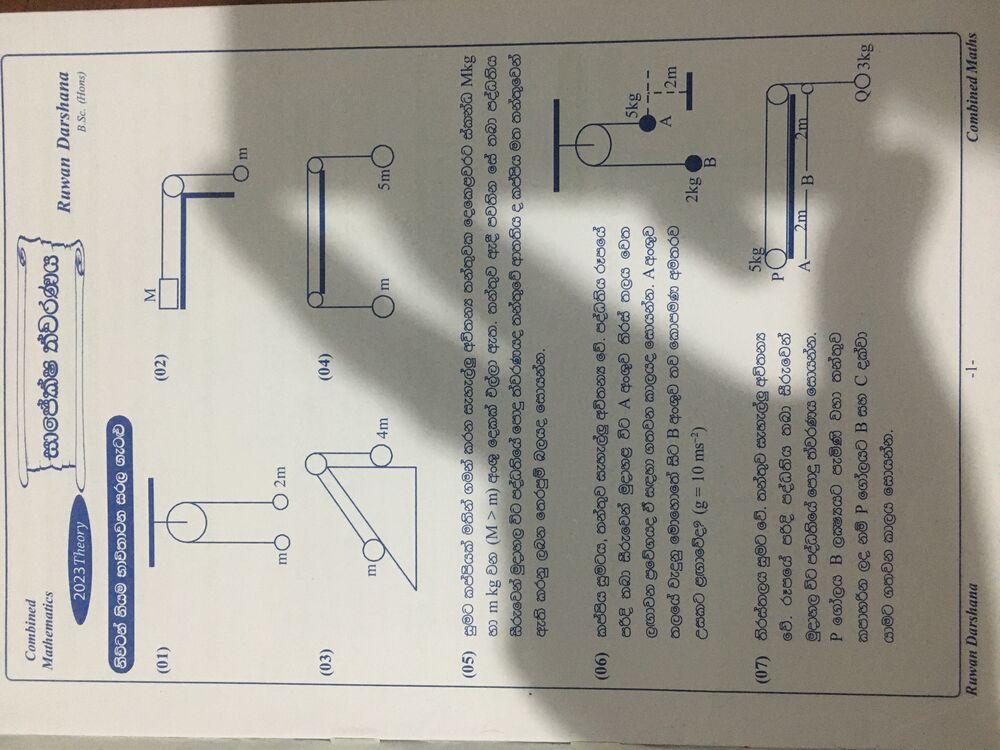 Combined
Mathematics
සාපේක්ෂ ත්වරණය
2023 Theory
Ruwan Darshana
B.Sc. (Hons)
නිව්ටන් නියම භාවිතාවන සරල ගැටළු
(01)
(02)
M
m
m
2m
(03)
(04)
m
4m
m
5m
(05) සුමට කප්පියක් මතින් ගමන් කරන සැහැල්ලු අවිතන්‍ය තන්තුවක දෙකෙළවරට ස්කන්ධ Mkg
හා m kg වන (M > m) අංශු දෙකක් එල්ලා ඇත. තන්තුව ඇදී පවතින සේ තබා පද්ධතිය
සීරුවෙන් මුදාහල විට පද්ධතියේ පොදු ත්වරණයද තන්තුවේ ආතතිය ද කප්පිය මත තන්තුවෙන්
ඇති කරනු ලබන තෙරපුම් බලයද සොයන්න.
(06) කප්පිය සුමටය, තන්තුව සැහැල්ලු අවිතන්‍ය වේ. පද්ධතිය රූපයේ
පරිදි තබා සීරුවෙන් මුදාහළ විට A අංශුව තිරස් තලය වෙත
ලඟාවන ප්‍රවේගයද ඒ සඳහා ගතවන කාලයද සොයන්න. A අංශුව
තලයේ වැදුනු මොහොතේ සිට B අංශුව තව කොපමණ අමතරව
උසකට ළඟාවේද? (g = 10 ms⁻²)
5kg
A
2m
2kg
B
(07) තිරස්තලය සුමට වේ. තන්තුව සැහැල්ලු අවිතන්‍ය
වේ. රූපයේ පරිදි පද්ධතිය තබා සීරුවෙන්
මුදාහල විට පද්ධතියේ පොදු ත්වරණය සොයන්න.
P ගෝලය B ලක්ෂ්‍යයට පැමිණි වහා තන්තුව
කපාහරින ලද නම් P ගෝලයට B සහ C දක්වා
යාමට ගතවන කාලය සොයන්න.
5kg
P
A 2m B 2m C
Q 3kg
Ruwan Darshana
-1-
Combined Maths